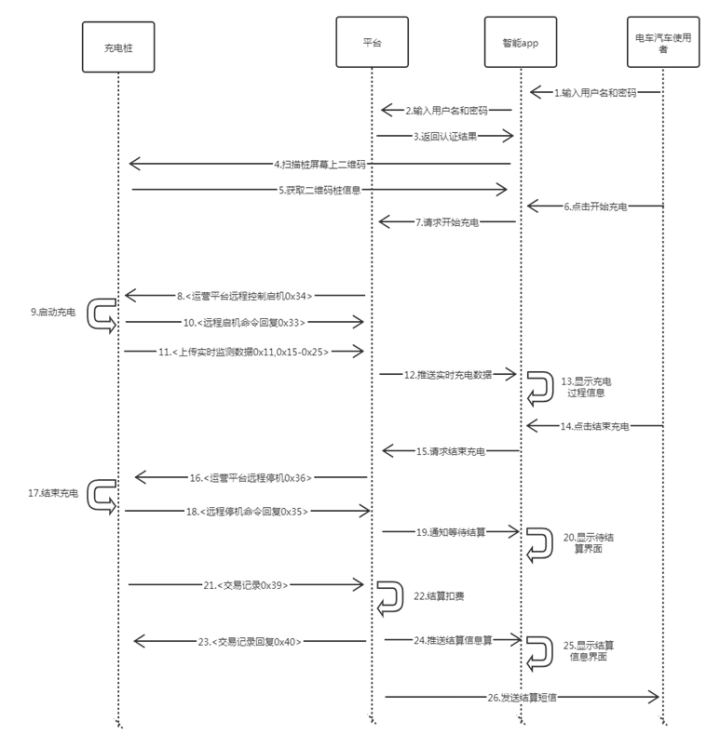 充电桩
平台
智能app
电车汽车使用
者
1.输入用户名和密码
2.输入用户名和密码
3.返回认证结果
4.扫描桩屏幕上二维码
5.获取二维码桩信息
6.点击开始充电
7.请求开始充电
8.<运营平台远程控制启机0x34>
9.启动充电
10.<远程启机命令回复0x33>
11.<上传实时监测数据0x11,0x15-0x25>
12.推送实时充电数据
13.显示充电
过程信息
14.点击结束充电
15.请求结束充电
16.<运营平台远程停机0x36>
17.结束充电
18.<远程停机命令回复0x35>
19.通知等待结算
20.显示待结
算界面
21.<交易记录0x39>
22.结算扣费
23.<交易记录回复0x40>
24.推送结算信息算
25.显示结算
信息界面
26.发送结算短信